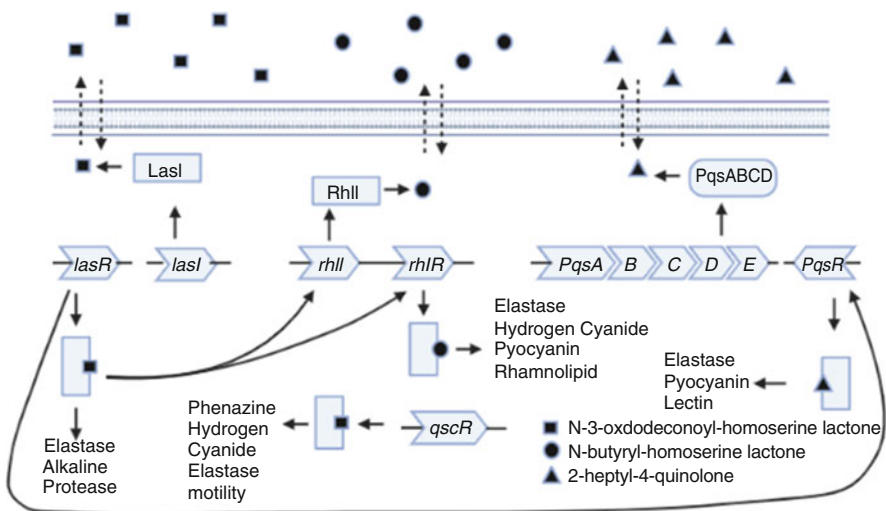 LasI
RhlI
PqsABCD
lasR
lasI
rhlI
rhlR
PqsA
B
C
D
E
PqsR
Elastase
Hydrogen Cyanide
Pyocyanin
Rhamnolipid
Elastase
Pyocyanin
Lectin
Elastase
Alkaline
Protease
Phenazine
Hydrogen
Cyanide
Elastase
motility
qscR
N-3-oxdodeconoyl-homoserine lactone
N-butyryl-homoserine lactone
2-heptyl-4-quinolone